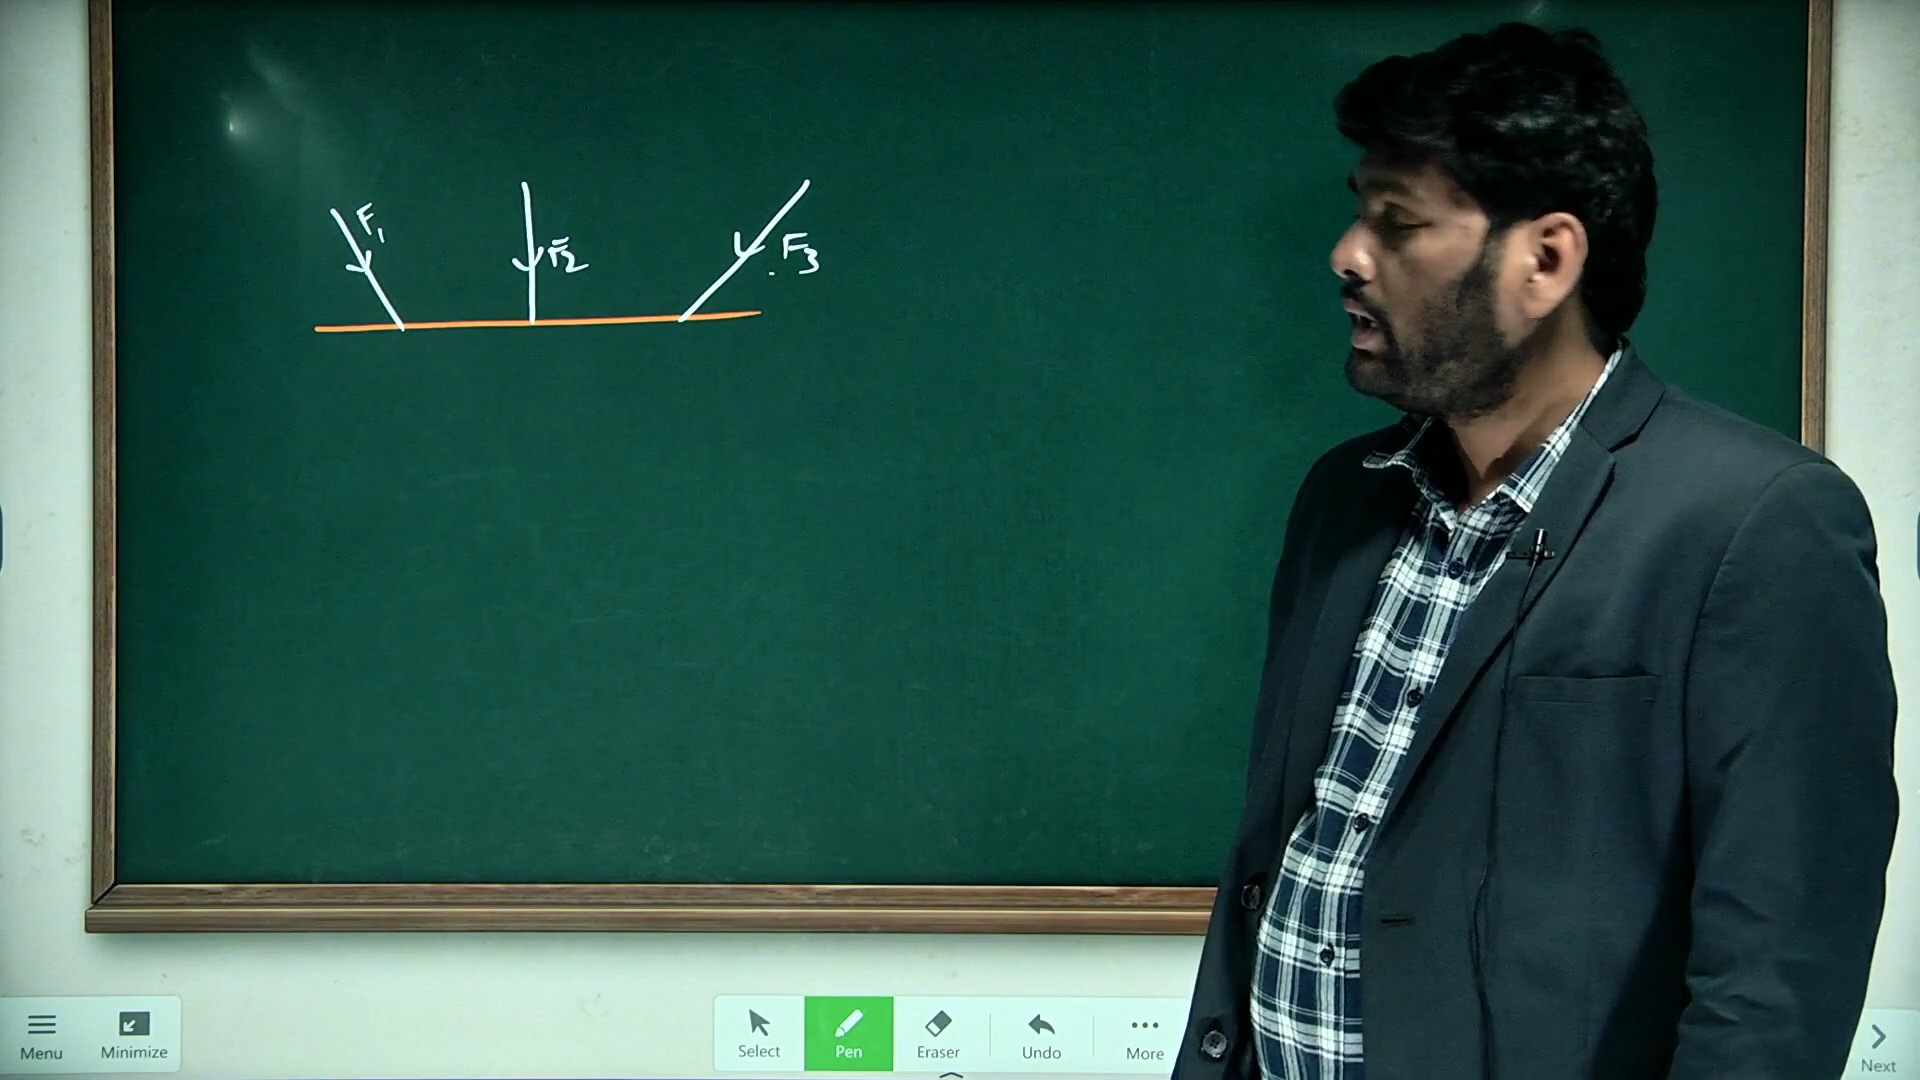 F1
F2
F3
Menu
Minimize
Select
Pen
Eraser
Undo
More
Next